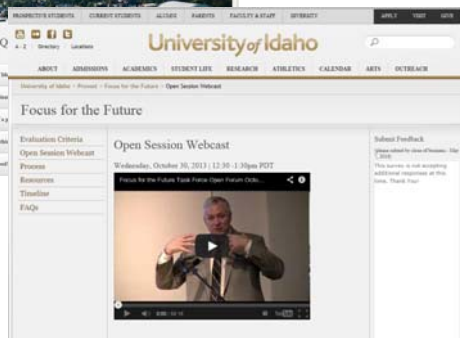 PROSPECTIVE STUDENTS CURRENT STUDENTS ALUMNI PARENTS FACULTY & STAFF DIVERSITY APPLY VISIT GIVE
A - Z Directory Locations
University of Idaho
ABOUT ADMISSIONS ACADEMICS STUDENT LIFE RESEARCH ATHLETICS CALENDAR ARTS OUTREACH
University of Idaho > Provost > Focus for the Future > Open Session Webcast
Focus for the Future
Evaluation Criteria
Open Session Webcast
Process
Resources
Timeline
FAQs
Open Session Webcast
Wednesday, October 30, 2013 | 12:30 -1:30pm PDT
Focus for the Future Task Force Open Forum Octo...
Submit Feedback
This survey is not accepting
additional responses at this
time. Thank You!